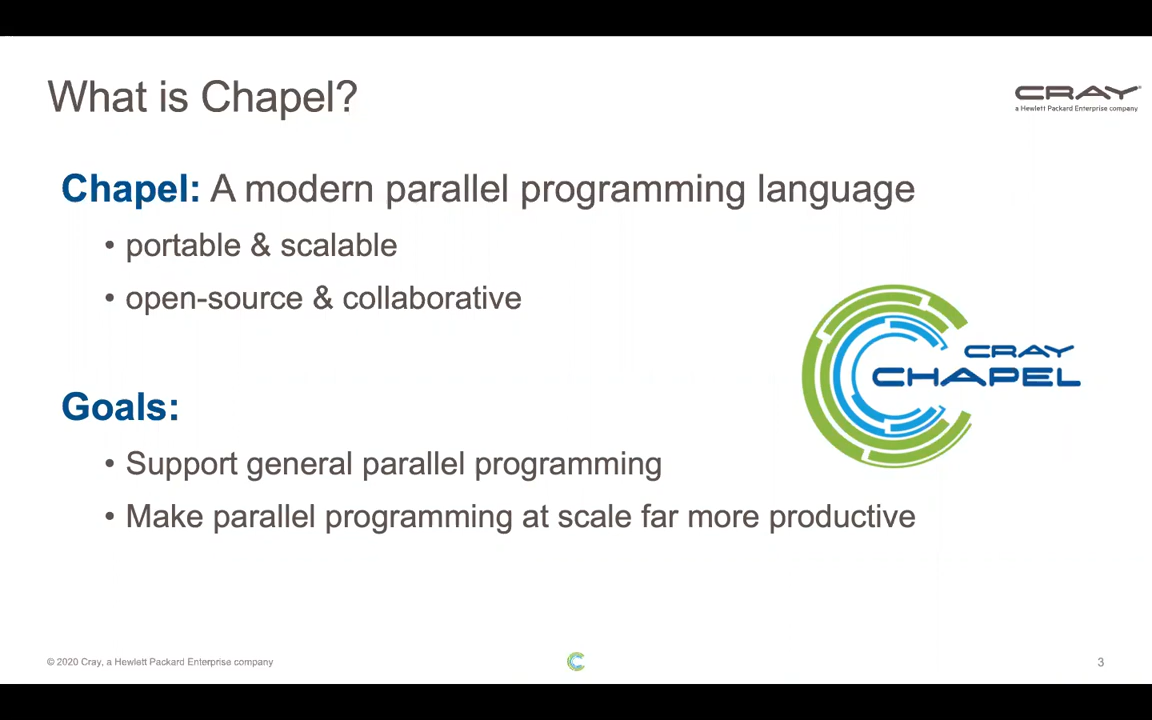 What is Chapel?
CRAY
a Hewlett Packard Enterprise company
Chapel: A modern parallel programming language
• portable & scalable
• open-source & collaborative
CRAY
CHAPEL
Goals:
• Support general parallel programming
• Make parallel programming at scale far more productive
© 2020 Cray, a Hewlett Packard Enterprise company
3